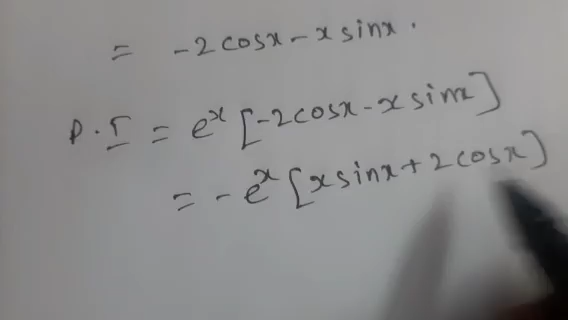 = -2cosx - x sinx.
P.I = e^x [-2cosx - x sinx]
= -e^x [x sinx + 2cosx]